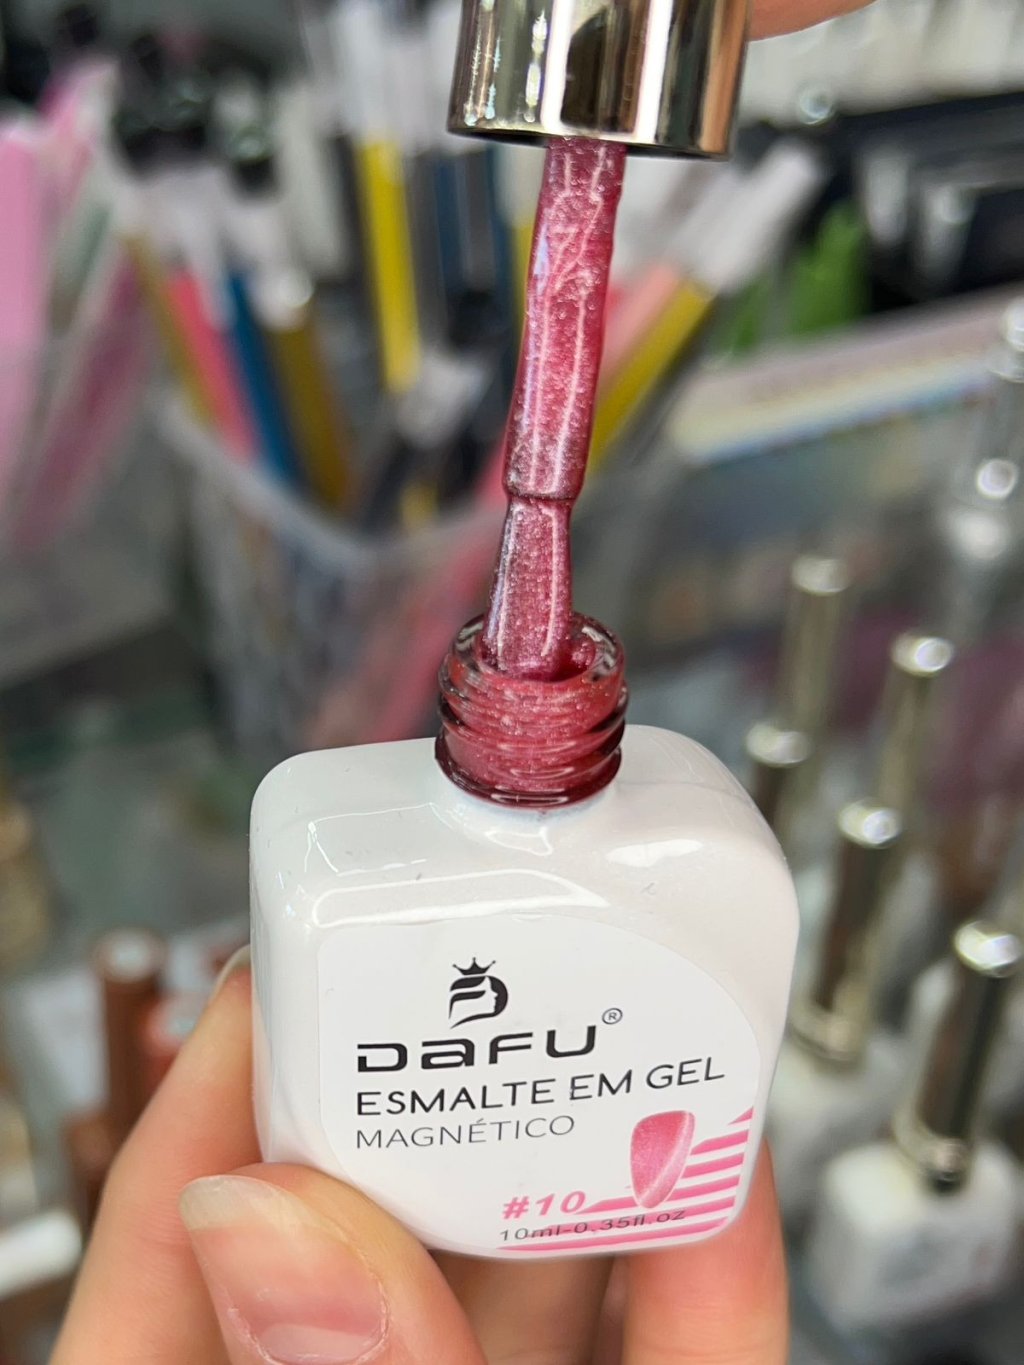 DAFU®
ESMALTE EM GEL
MAGNÉTICO
#10
10ml-0.35fl.oz